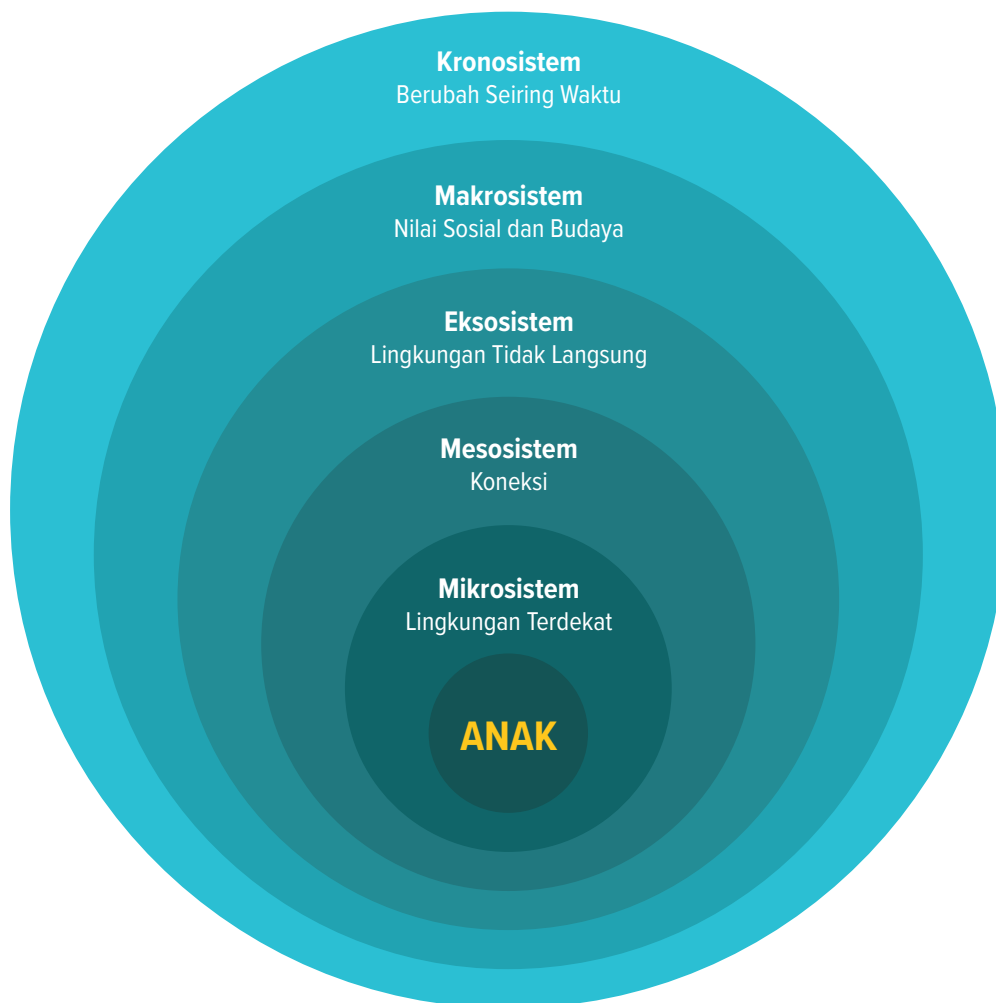 Kronosistem
Berubah Seiring Waktu
Makrosistem
Nilai Sosial dan Budaya
Eksosistem
Lingkungan Tidak Langsung
Mesosistem
Koneksi
Mikrosistem
Lingkungan Terdekat
ANAK